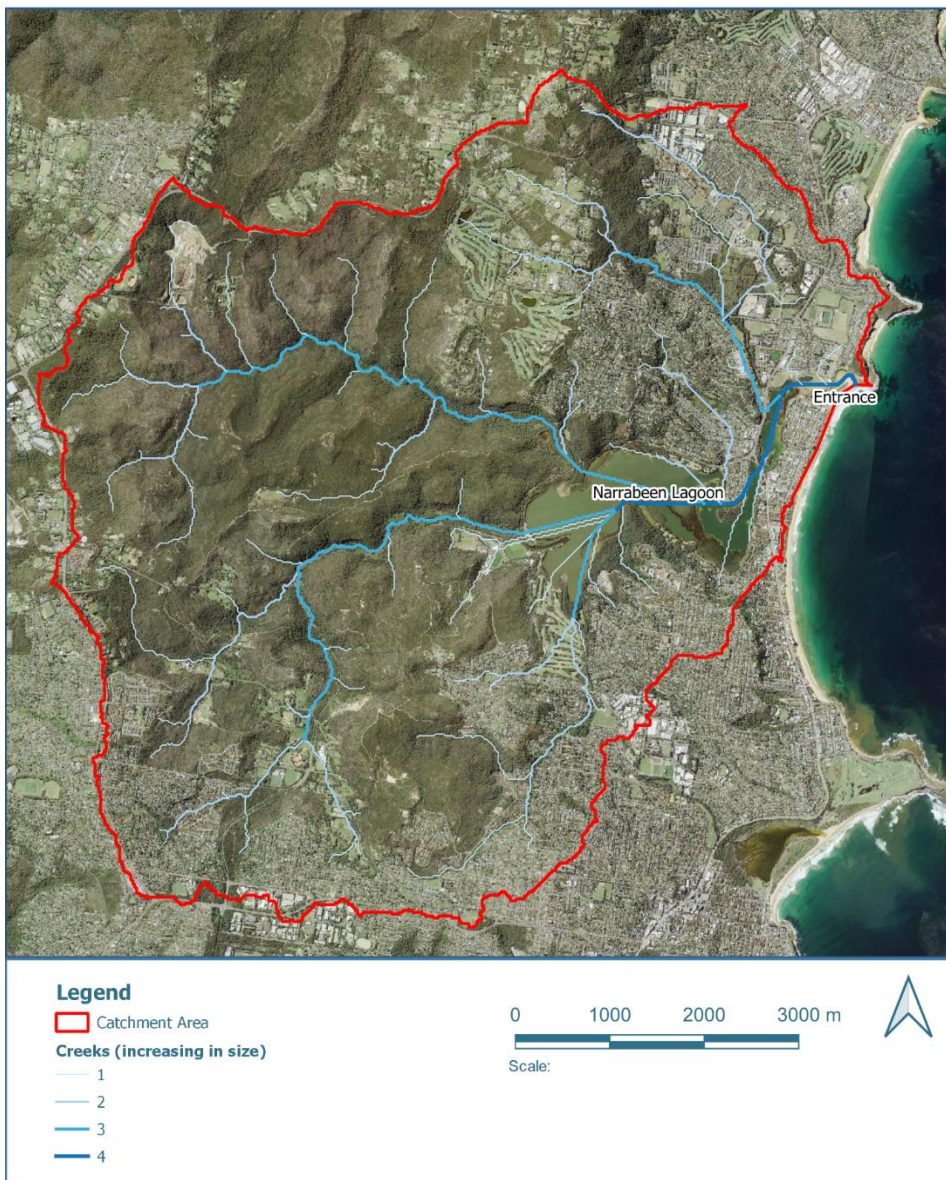 Entrance
Narrabeen Lagoon
Legend
Catchment Area
Creeks (increasing in size)
1
2
3
4
0 1000 2000 3000 m
Scale: